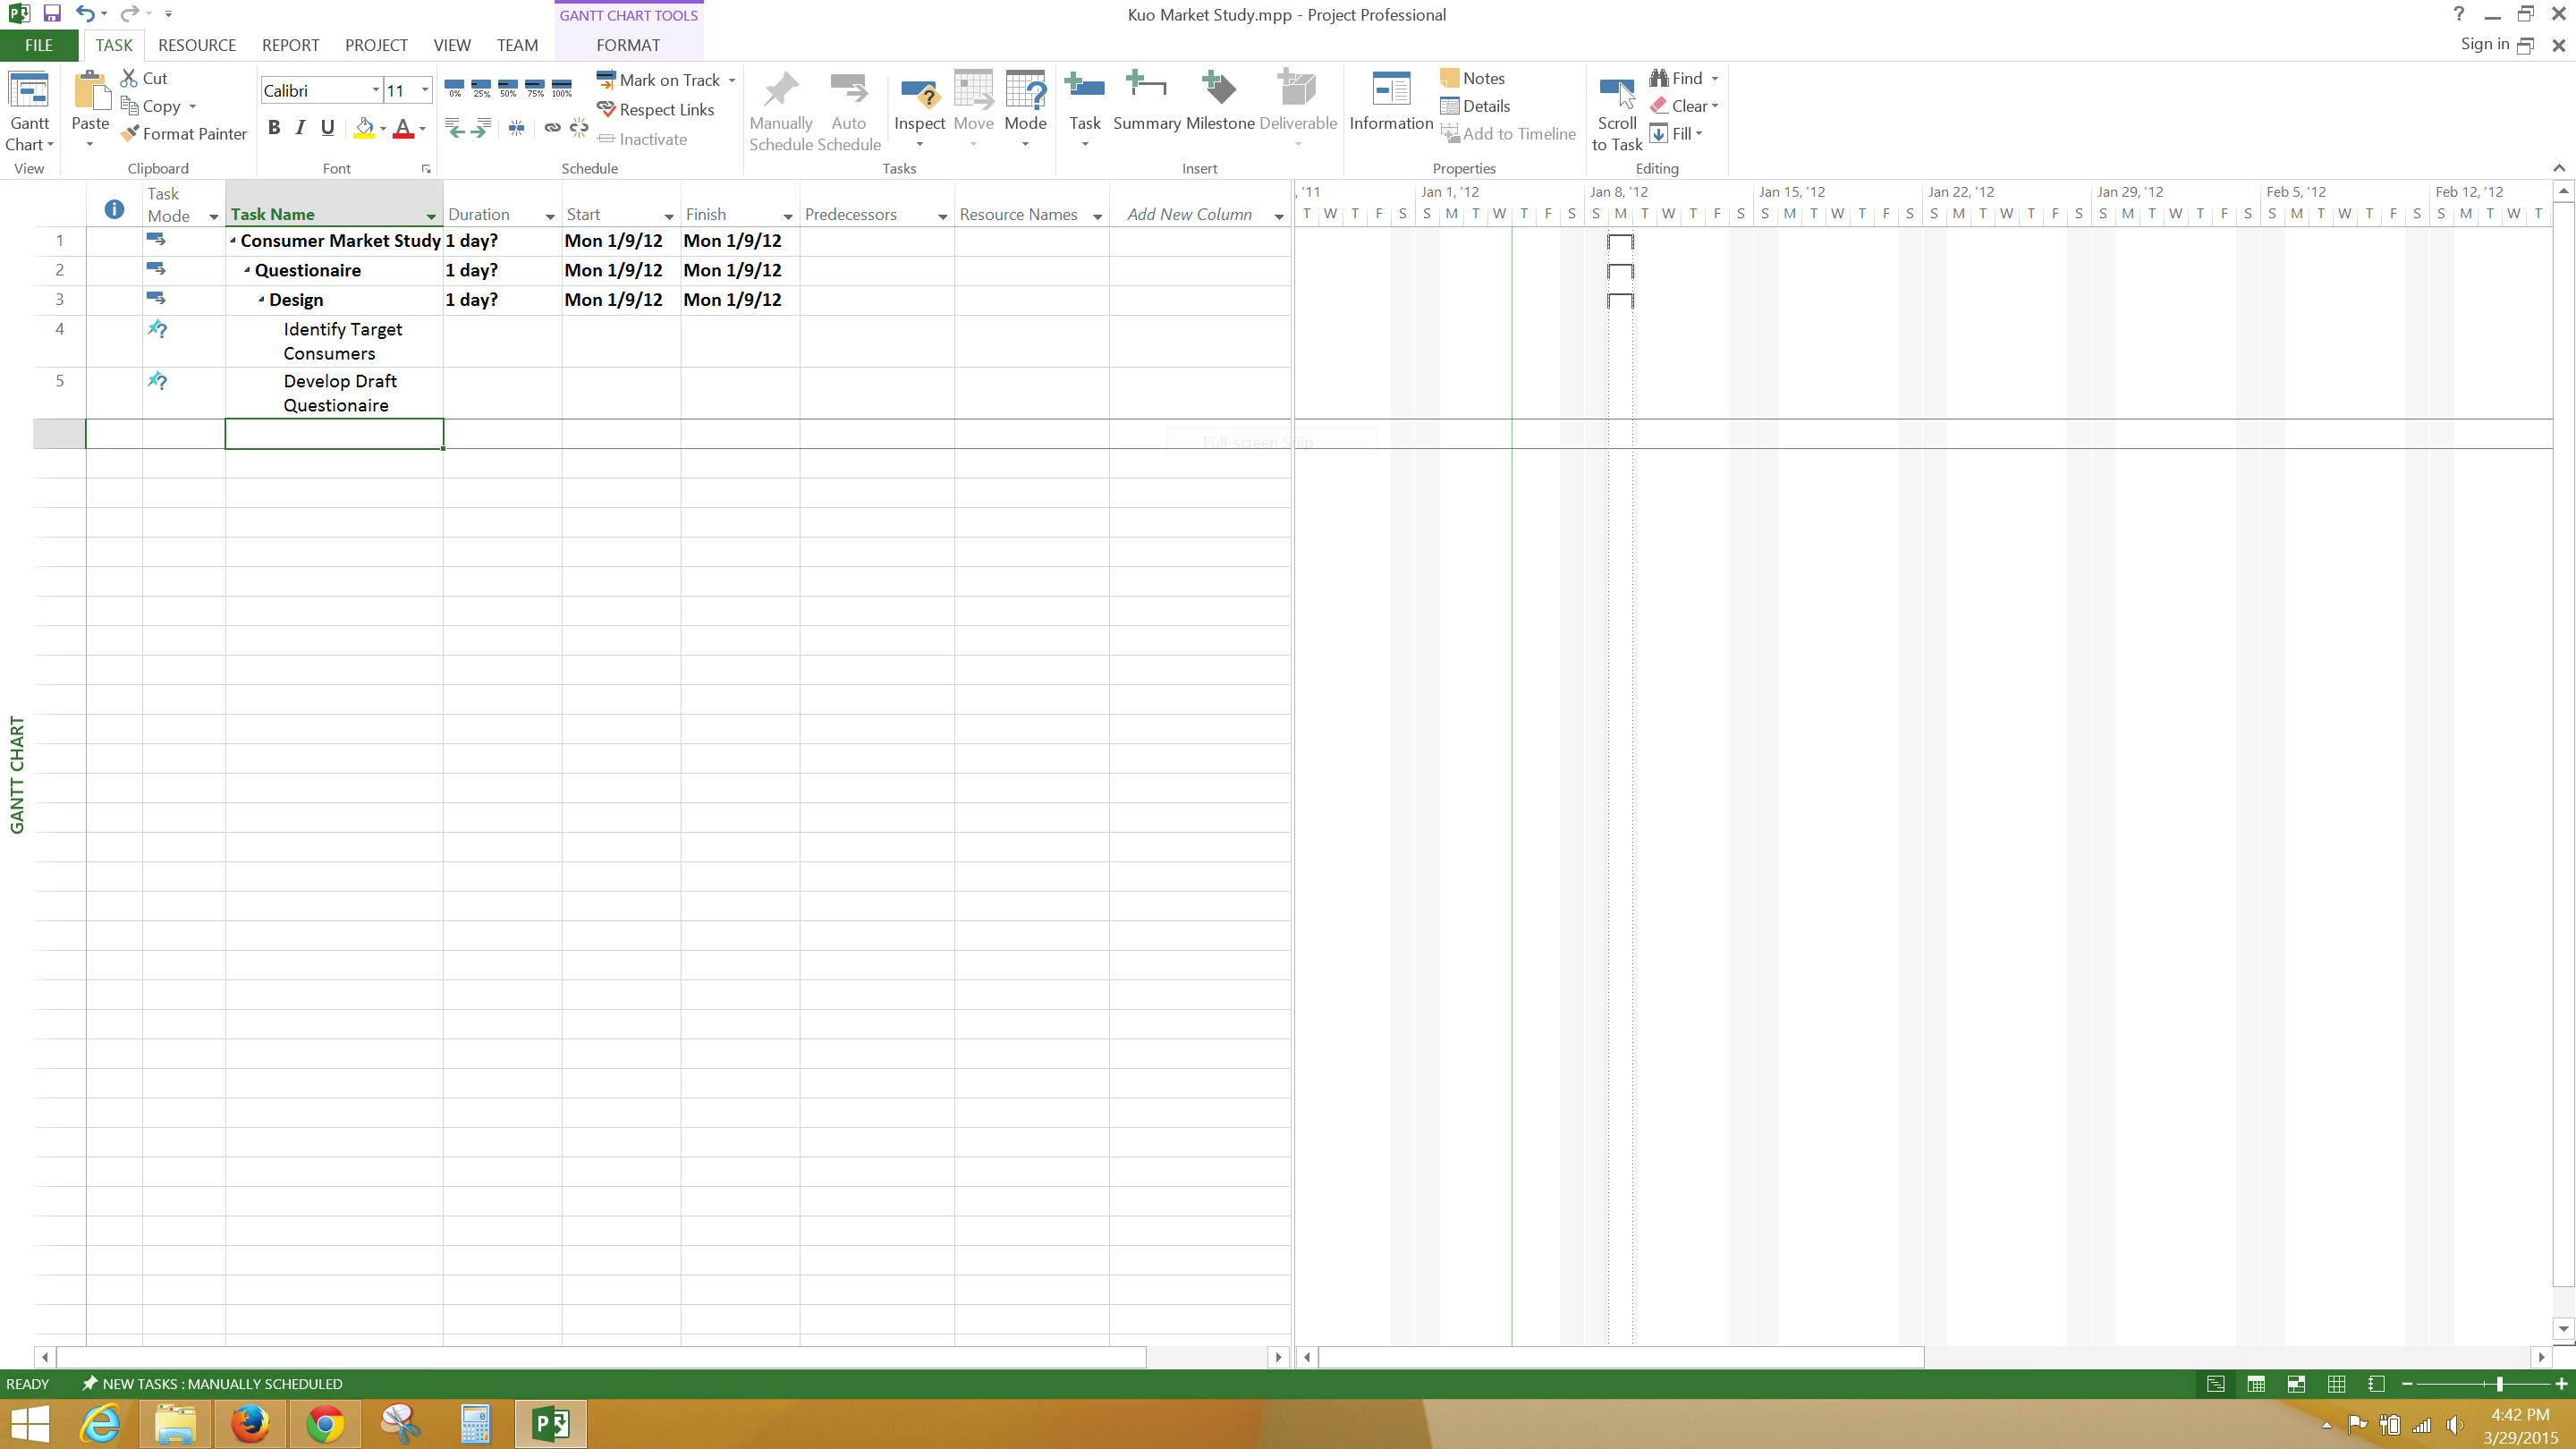 GANTT CHART TOOLS
Kuo Market Study.mpp - Project Professional
?
FILE TASK RESOURCE REPORT PROJECT VIEW TEAM FORMAT
Sign in
Gantt Chart
View
Paste
Cut
Copy
Format Painter
Clipboard
Calibri 11
B I U A
Font
0% 25% 50% 75% 100%
Mark on Track
Respect Links
Inactivate
Schedule
Manually Schedule
Auto Schedule
Inspect
Move
Mode
Tasks
Task
Summary
Milestone
Deliverable
Insert
Information
Notes
Details
Add to Timeline
Properties
Scroll to Task
Find
Clear
Fill
Editing
Task Mode
Task Name
Duration
Start
Finish
Predecessors
Resource Names
Add New Column
, '11 Jan 1, '12 Jan 8, '12 Jan 15, '12 Jan 22, '12 Jan 29, '12 Feb 5, '12 Feb 12, '12
T W T F S S M T W T F S S M T W T F S S M T W T F S S M T W T F S S M T W T F S S M T W T F S S M T W T
1 Consumer Market Study 1 day? Mon 1/9/12 Mon 1/9/12
2 Questionaire 1 day? Mon 1/9/12 Mon 1/9/12
3 Design 1 day? Mon 1/9/12 Mon 1/9/12
4 Identify Target
Consumers
5 Develop Draft
Questionaire
Full-screen Snip
GANTT CHART
READY NEW TASKS : MANUALLY SCHEDULED
4:42 PM
3/29/2015